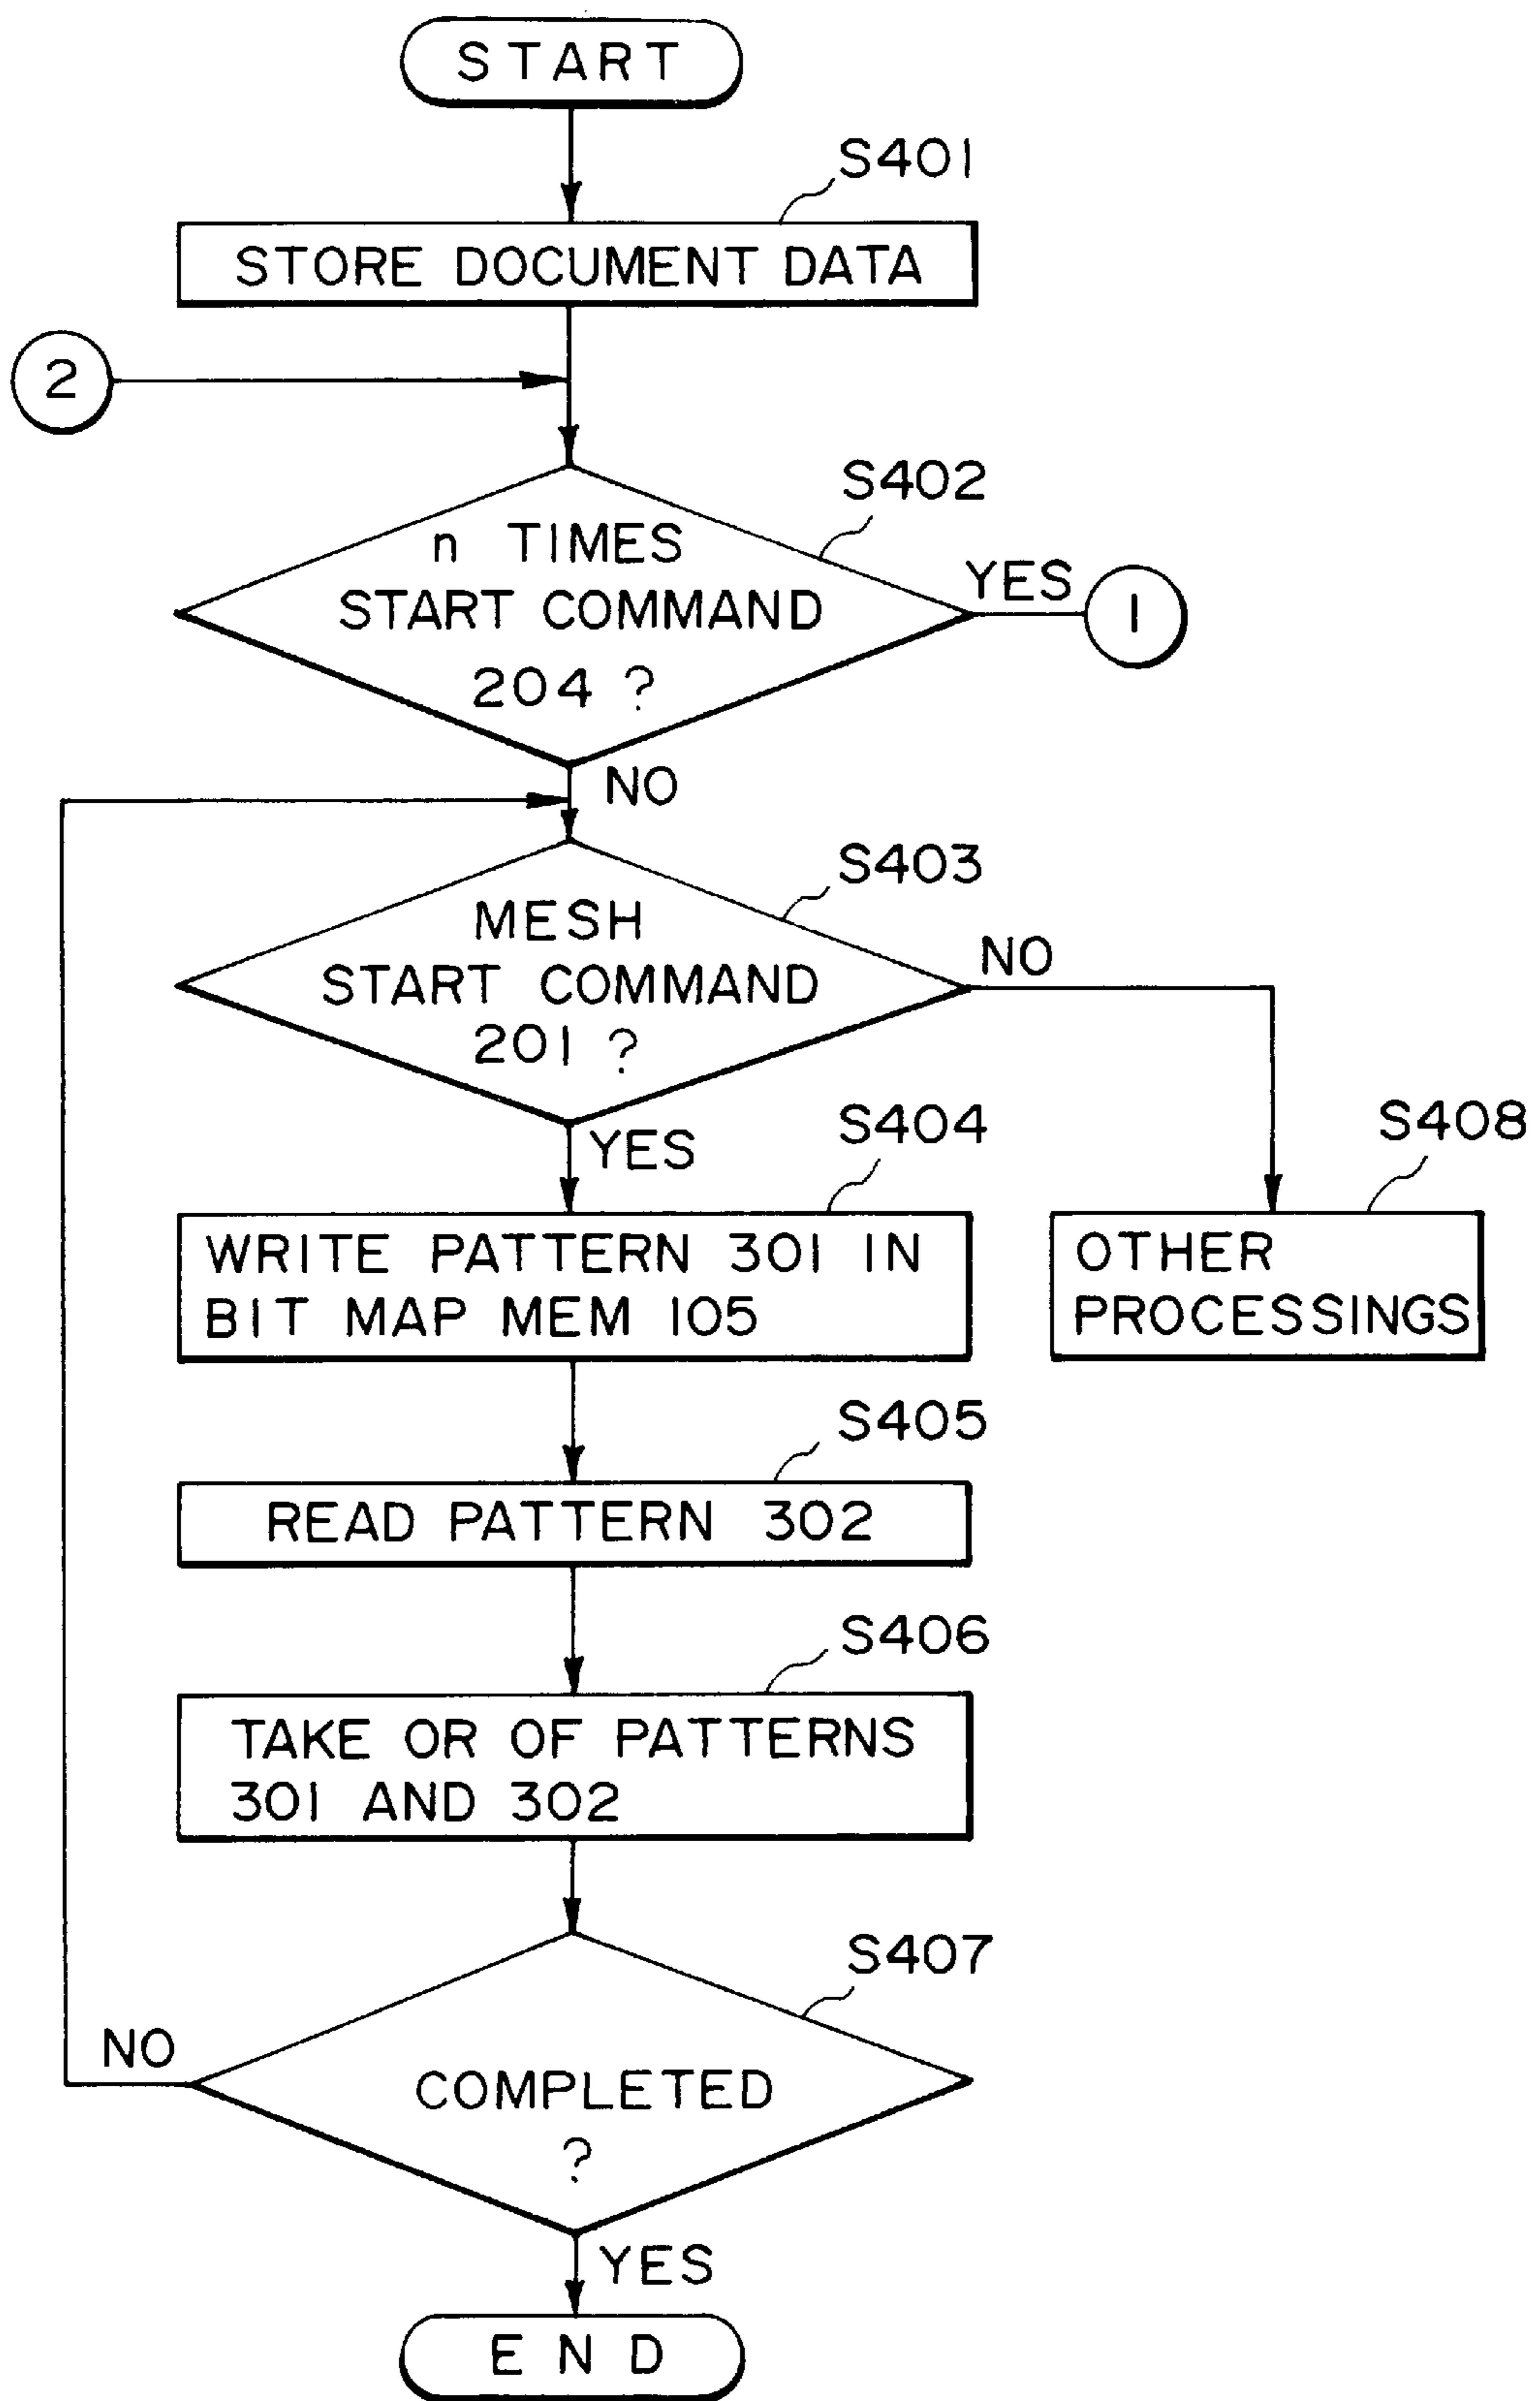 START
S401
STORE DOCUMENT DATA
2
S402
n TIMES
START COMMAND
204 ?
YES
1
NO
S403
MESH
START COMMAND
201 ?
NO
YES
S404
S408
WRITE PATTERN 301 IN
BIT MAP MEM 105
OTHER
PROCESSINGS
S405
READ PATTERN 302
S406
TAKE OR OF PATTERNS
301 AND 302
S407
NO
COMPLETED
?
YES
END